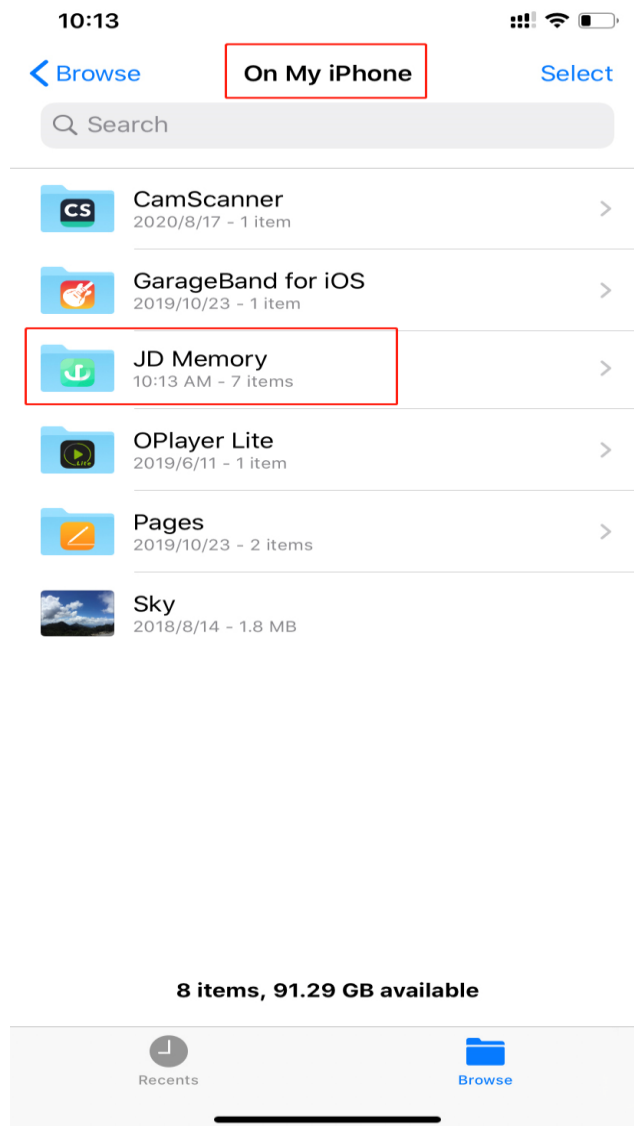 10:13
Browse
On My iPhone
Select
Search
CS
CamScanner
2020/8/17 - 1 item
GarageBand for iOS
2019/10/23 - 1 item
JD Memory
10:13 AM - 7 items
Lite
OPlayer Lite
2019/6/11 - 1 item
Pages
2019/10/23 - 2 items
Sky
2018/8/14 - 1.8 MB
8 items, 91.29 GB available
Recents
Browse